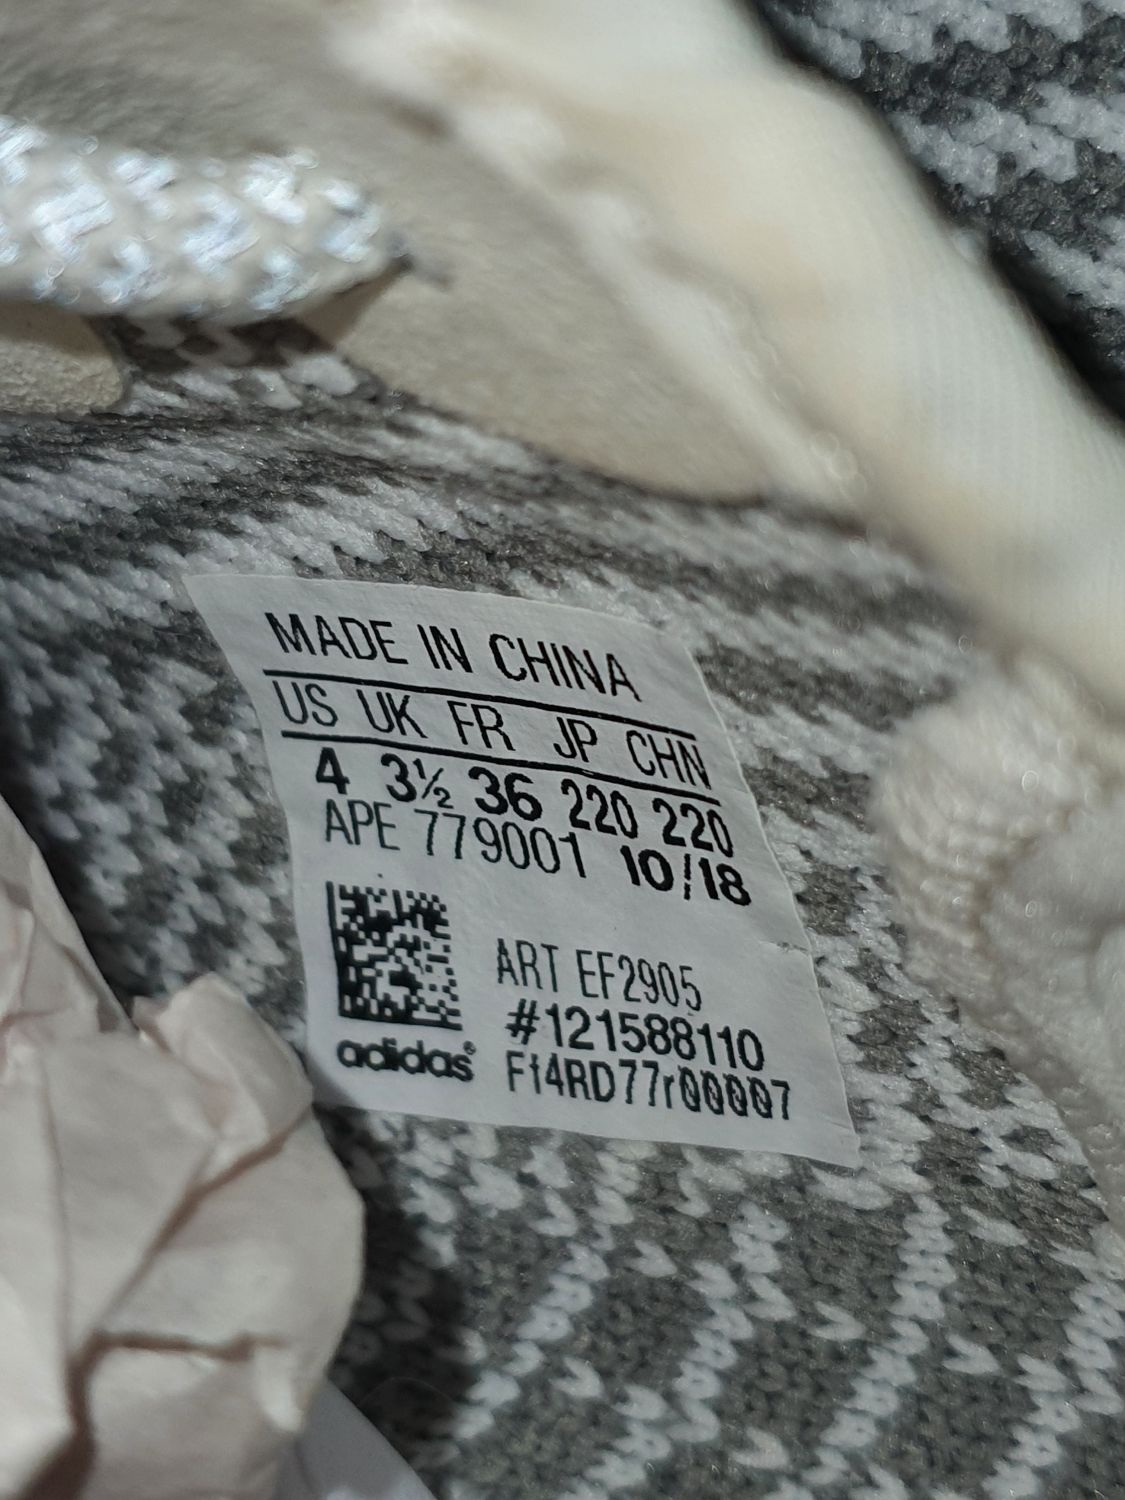 MADE IN CHINA
US UK FR JP CHN
4 3½ 36 220 220
APE 779001 10/18
ART EF2905
#121588110
Ff4RD77r00007
adidas®